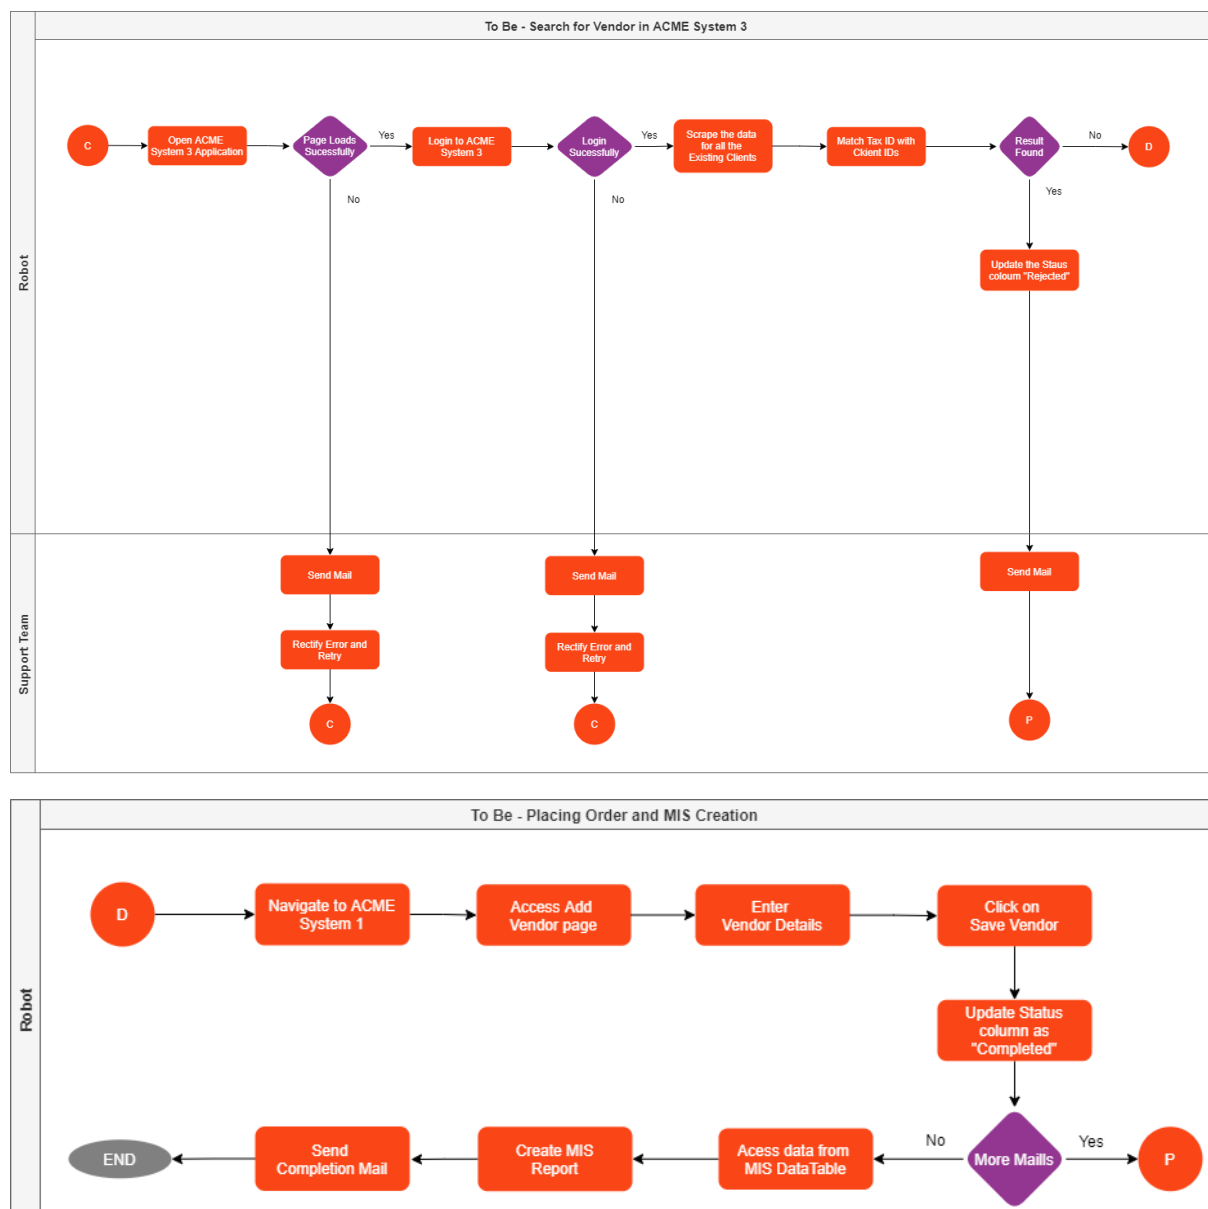 To Be - Search for Vendor in ACME System 3
Robot
C
Open ACME
System 3 Application
Page Loads
Sucessfully
Yes
Login to ACME
System 3
Login
Sucessfully
Yes
Scrape the data
for all the
Existing Clients
Match Tax ID with
Ckient IDs
Result
Found
No
D
No
No
Yes
Update the Staus
coloum "Rejected"
Support Team
Send Mail
Send Mail
Send Mail
Rectify Error and
Retry
Rectify Error and
Retry
C
C
P
To Be - Placing Order and MIS Creation
Robot
D
Navigate to ACME
System 1
Access Add
Vendor page
Enter
Vendor Details
Click on
Save Vendor
Update Status
column as
"Completed"
END
Send
Completion Mail
Create MIS
Report
Acess data from
MIS DataTable
No
More Maills
Yes
P